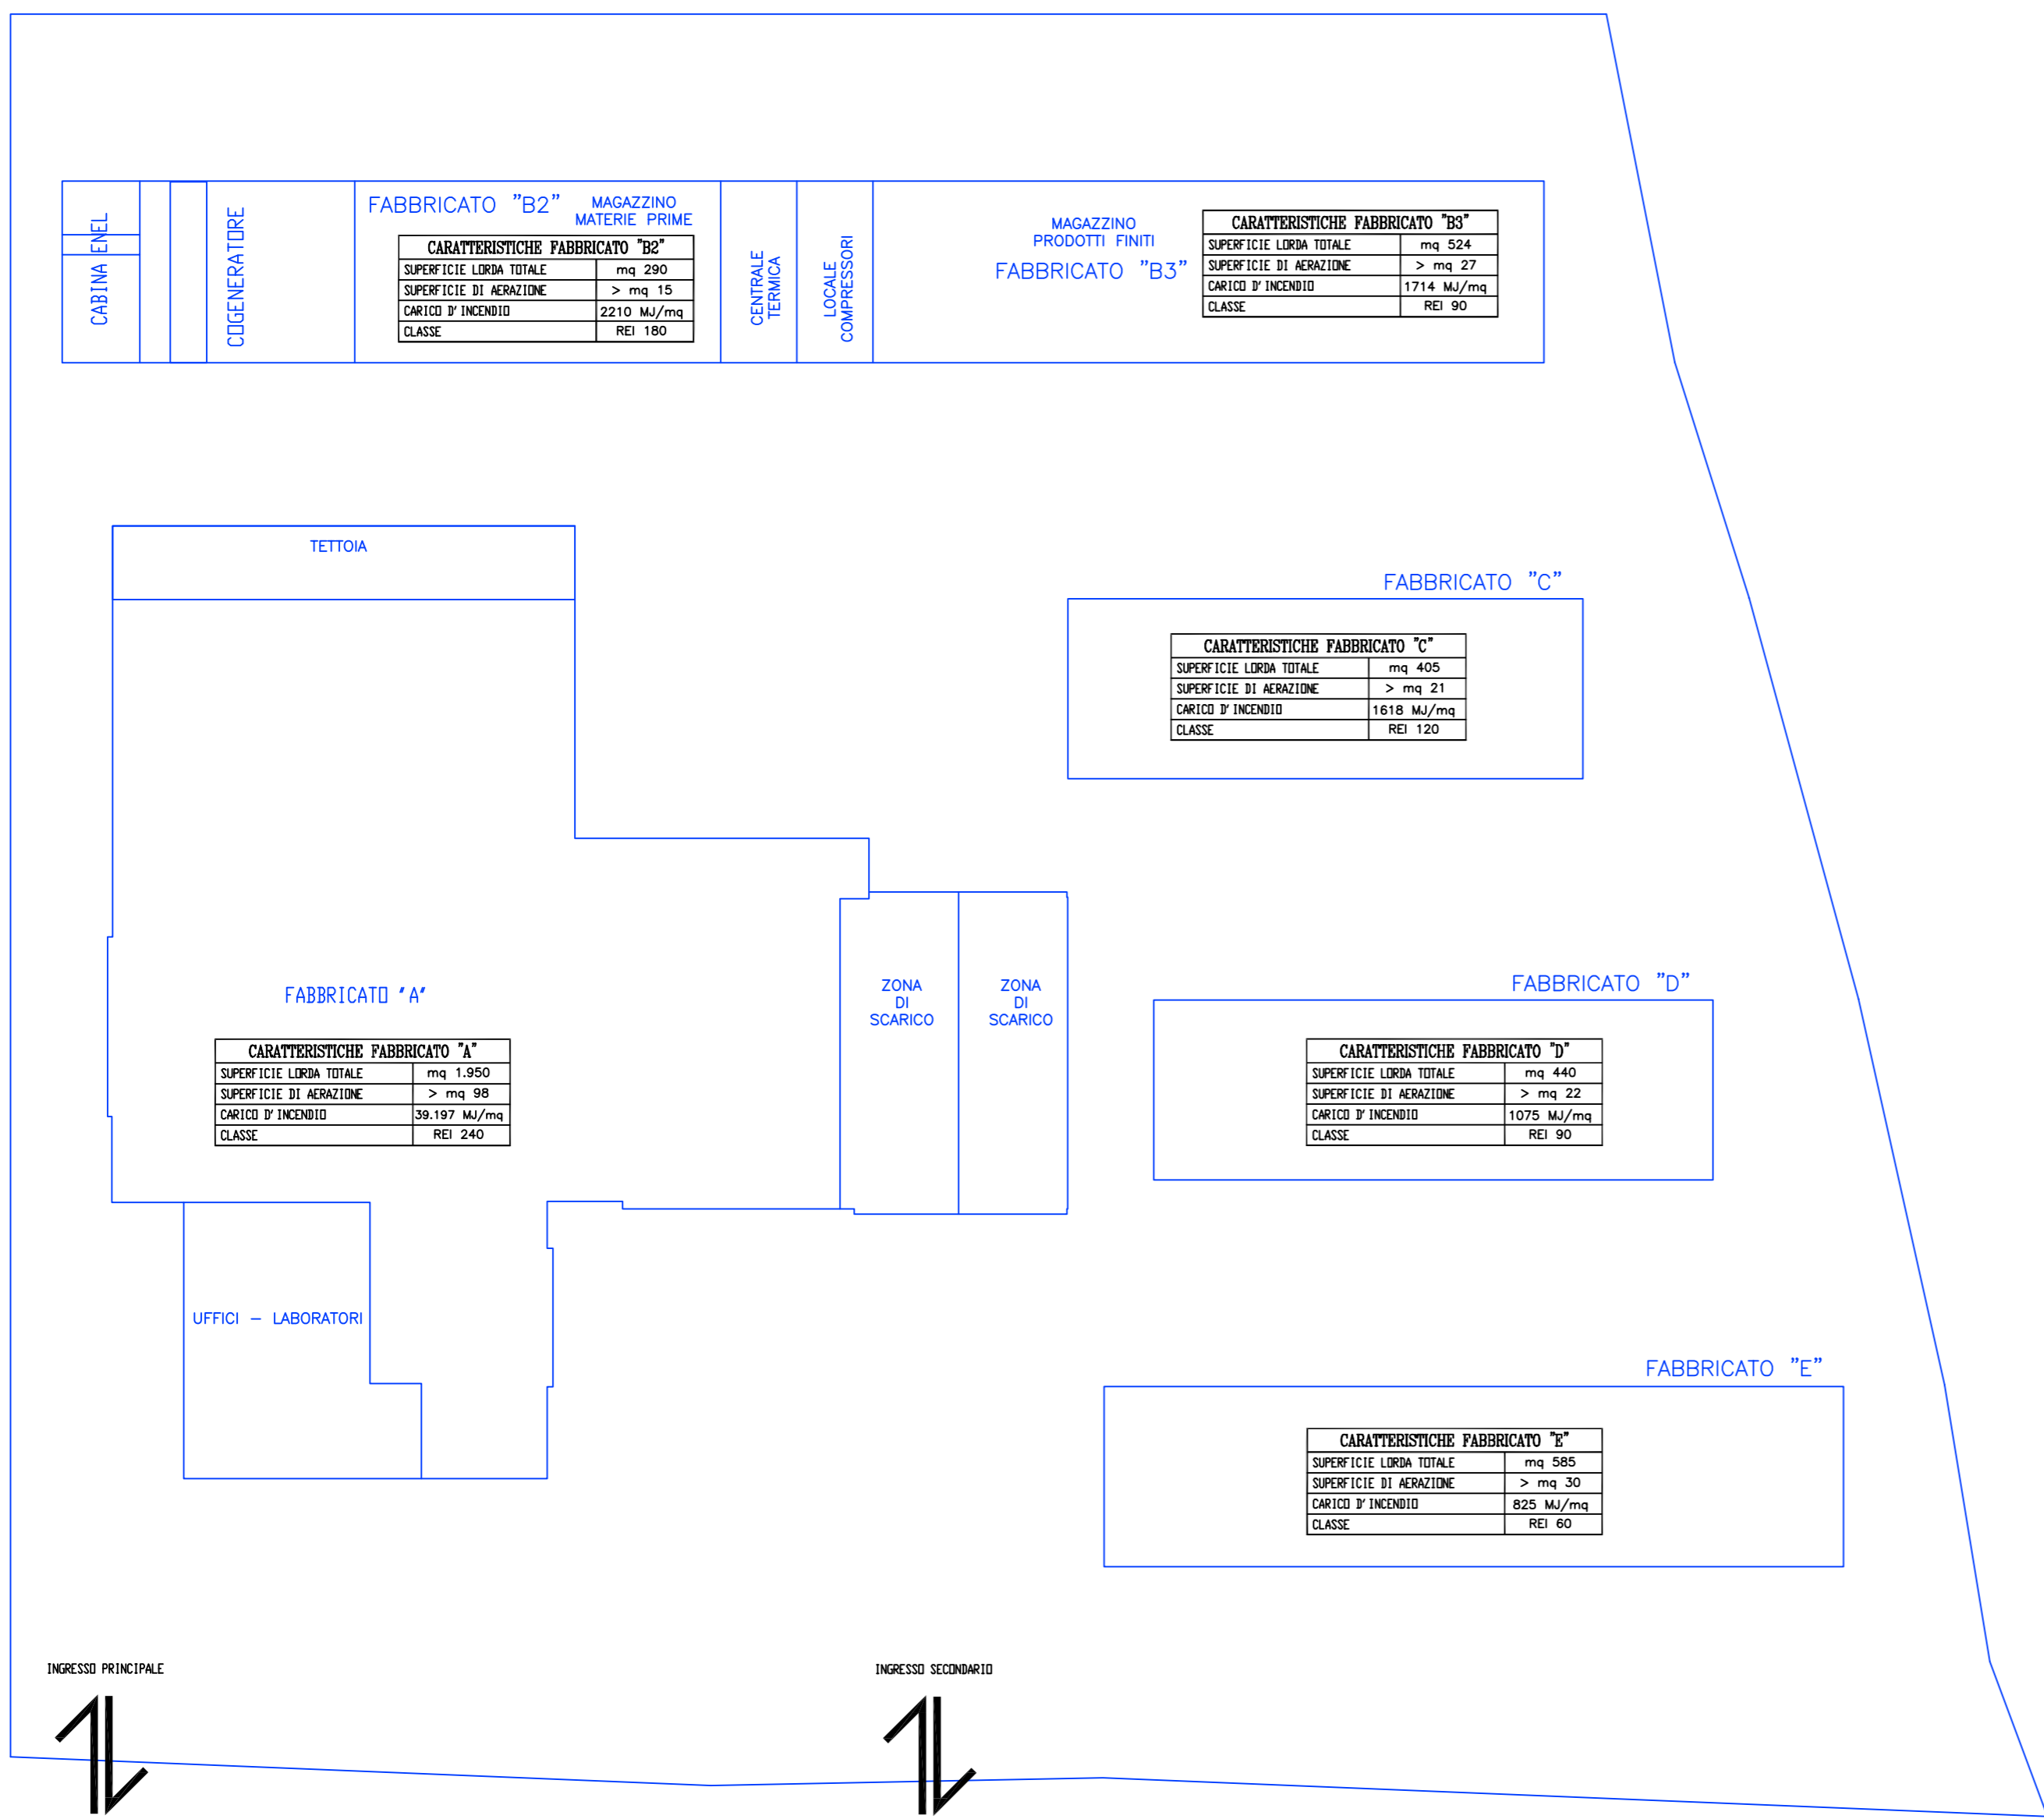 CABINA ENEL
COGENERATORE
FABBRICATO "B2"
MAGAZZINO
MATERIE PRIME
CARATTERISTICHE FABBRICATO "B2"
SUPERFICIE LORDA TOTALE mq 290
SUPERFICIE DI AERAZIONE > mq 15
CARICO D'INCENDIO 2210 MJ/mq
CLASSE REI 180
CENTRALE
TERMICA
LOCALE
COMPRESSORI
MAGAZZINO
PRODOTTI FINITI
FABBRICATO "B3"
CARATTERISTICHE FABBRICATO "B3"
SUPERFICIE LORDA TOTALE mq 524
SUPERFICIE DI AERAZIONE > mq 27
CARICO D'INCENDIO 1714 MJ/mq
CLASSE REI 90
TETTOIA
FABBRICATO "C"
CARATTERISTICHE FABBRICATO "C"
SUPERFICIE LORDA TOTALE mq 405
SUPERFICIE DI AERAZIONE > mq 21
CARICO D'INCENDIO 1618 MJ/mq
CLASSE REI 120
FABBRICATO "A"
CARATTERISTICHE FABBRICATO "A"
SUPERFICIE LORDA TOTALE mq 1.950
SUPERFICIE DI AERAZIONE > mq 98
CARICO D'INCENDIO 39.197 MJ/mq
CLASSE REI 240
ZONA
DI
SCARICO
ZONA
DI
SCARICO
FABBRICATO "D"
CARATTERISTICHE FABBRICATO "D"
SUPERFICIE LORDA TOTALE mq 440
SUPERFICIE DI AERAZIONE > mq 22
CARICO D'INCENDIO 1075 MJ/mq
CLASSE REI 90
UFFICI – LABORATORI
FABBRICATO "E"
CARATTERISTICHE FABBRICATO "E"
SUPERFICIE LORDA TOTALE mq 585
SUPERFICIE DI AERAZIONE > mq 30
CARICO D'INCENDIO 825 MJ/mq
CLASSE REI 60
INGRESSO PRINCIPALE
INGRESSO SECONDARIO